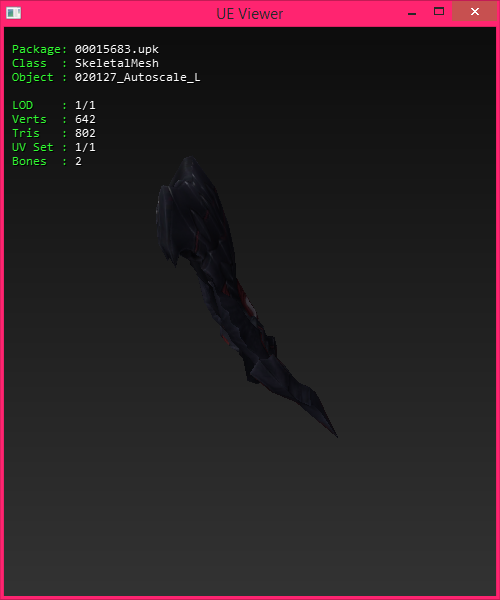 UE Viewer
Package: 00015683.upk
Class : SkeletalMesh
Object : 020127_Autoscale_L
LOD : 1/1
Verts : 642
Tris : 802
UV Set : 1/1
Bones : 2